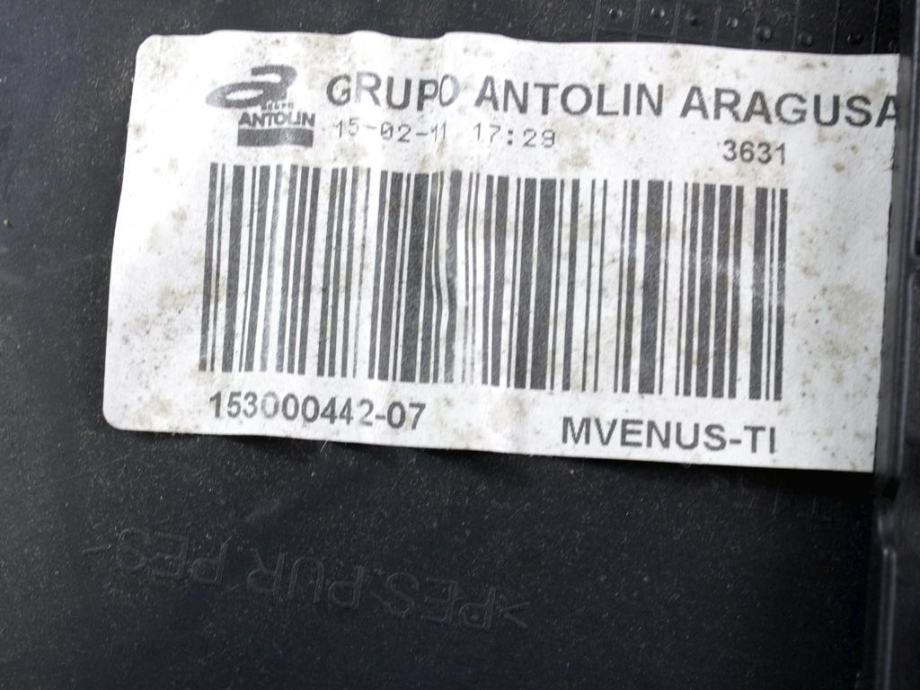 GRUPO ANTOLIN
GRUPO ANTOLIN ARAGUSA
15-02-11 17:29
3631
153000442-07
MVENUS-TI
>PES.PUR.PES<